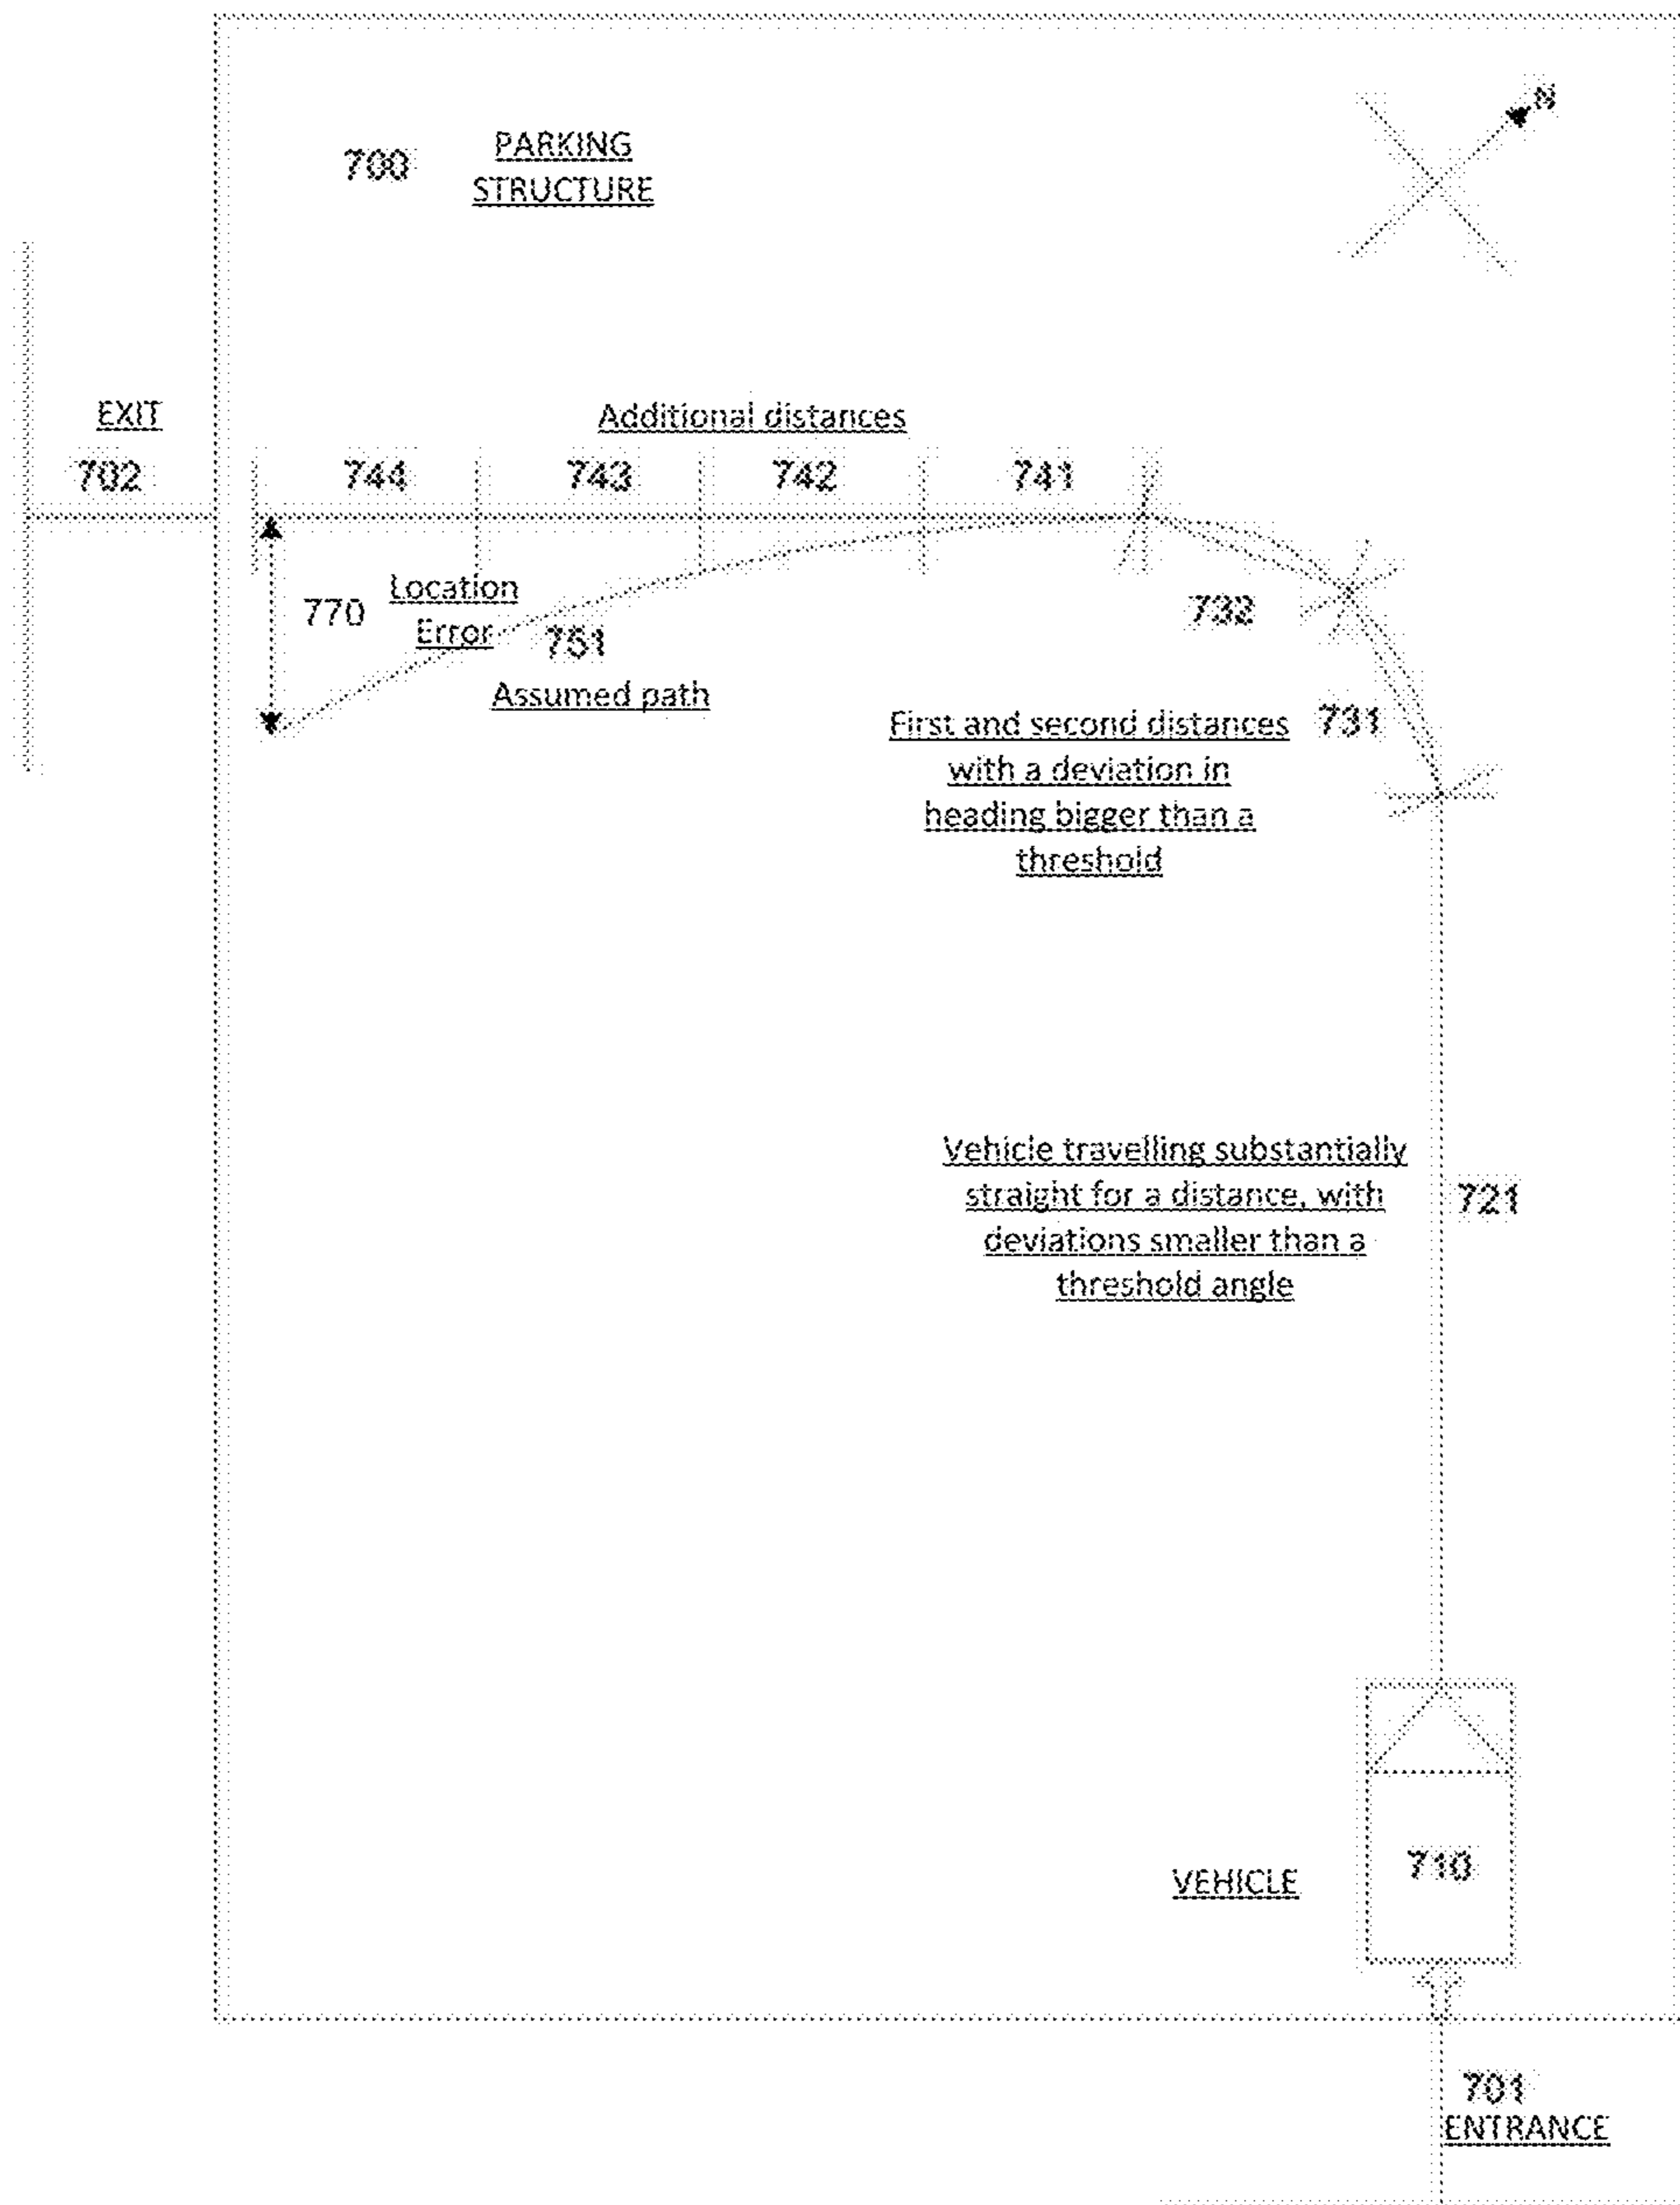 N
700
PARKING
STRUCTURE
EXIT
702
Additional distances
744
743
742
741
770
Location
Error
751
Assumed path
732
731
First and second distances
with a deviation in
heading bigger than a
threshold
Vehicle travelling substantially
straight for a distance, with
deviations smaller than a
threshold angle
721
VEHICLE
710
701
ENTRANCE